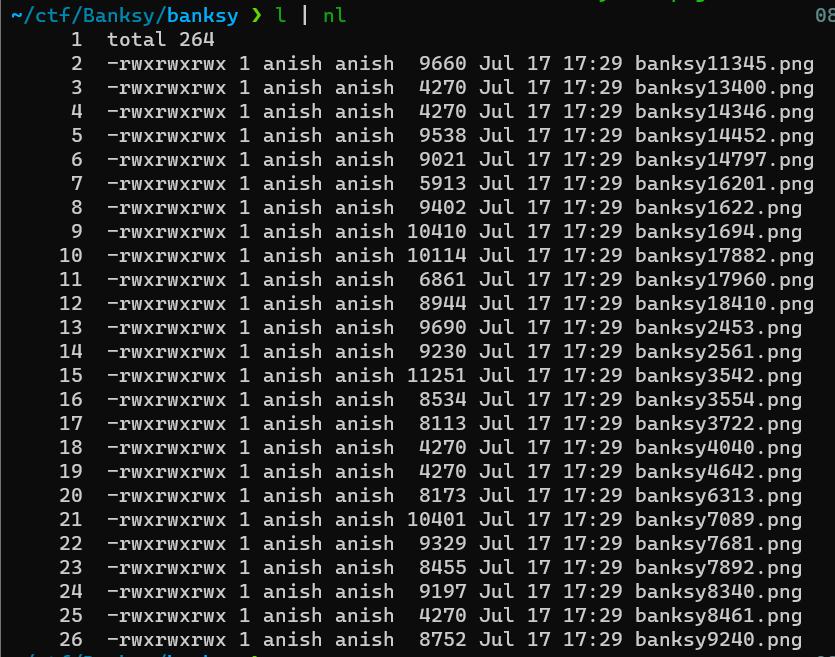 ~/ctf/Banksy/banksy ❯ l | nl
1 total 264
2 -rwxrwxrwx 1 anish anish 9660 Jul 17 17:29 banksy11345.png
3 -rwxrwxrwx 1 anish anish 4270 Jul 17 17:29 banksy13400.png
4 -rwxrwxrwx 1 anish anish 4270 Jul 17 17:29 banksy14346.png
5 -rwxrwxrwx 1 anish anish 9538 Jul 17 17:29 banksy14452.png
6 -rwxrwxrwx 1 anish anish 9021 Jul 17 17:29 banksy14797.png
7 -rwxrwxrwx 1 anish anish 5913 Jul 17 17:29 banksy16201.png
8 -rwxrwxrwx 1 anish anish 9402 Jul 17 17:29 banksy1622.png
9 -rwxrwxrwx 1 anish anish 10410 Jul 17 17:29 banksy1694.png
10 -rwxrwxrwx 1 anish anish 10114 Jul 17 17:29 banksy17882.png
11 -rwxrwxrwx 1 anish anish 6861 Jul 17 17:29 banksy17960.png
12 -rwxrwxrwx 1 anish anish 8944 Jul 17 17:29 banksy18410.png
13 -rwxrwxrwx 1 anish anish 9690 Jul 17 17:29 banksy2453.png
14 -rwxrwxrwx 1 anish anish 9230 Jul 17 17:29 banksy2561.png
15 -rwxrwxrwx 1 anish anish 11251 Jul 17 17:29 banksy3542.png
16 -rwxrwxrwx 1 anish anish 8534 Jul 17 17:29 banksy3554.png
17 -rwxrwxrwx 1 anish anish 8113 Jul 17 17:29 banksy3722.png
18 -rwxrwxrwx 1 anish anish 4270 Jul 17 17:29 banksy4040.png
19 -rwxrwxrwx 1 anish anish 4270 Jul 17 17:29 banksy4642.png
20 -rwxrwxrwx 1 anish anish 8173 Jul 17 17:29 banksy6313.png
21 -rwxrwxrwx 1 anish anish 10401 Jul 17 17:29 banksy7089.png
22 -rwxrwxrwx 1 anish anish 9329 Jul 17 17:29 banksy7681.png
23 -rwxrwxrwx 1 anish anish 8455 Jul 17 17:29 banksy7892.png
24 -rwxrwxrwx 1 anish anish 9197 Jul 17 17:29 banksy8340.png
25 -rwxrwxrwx 1 anish anish 4270 Jul 17 17:29 banksy8461.png
26 -rwxrwxrwx 1 anish anish 8752 Jul 17 17:29 banksy9240.png